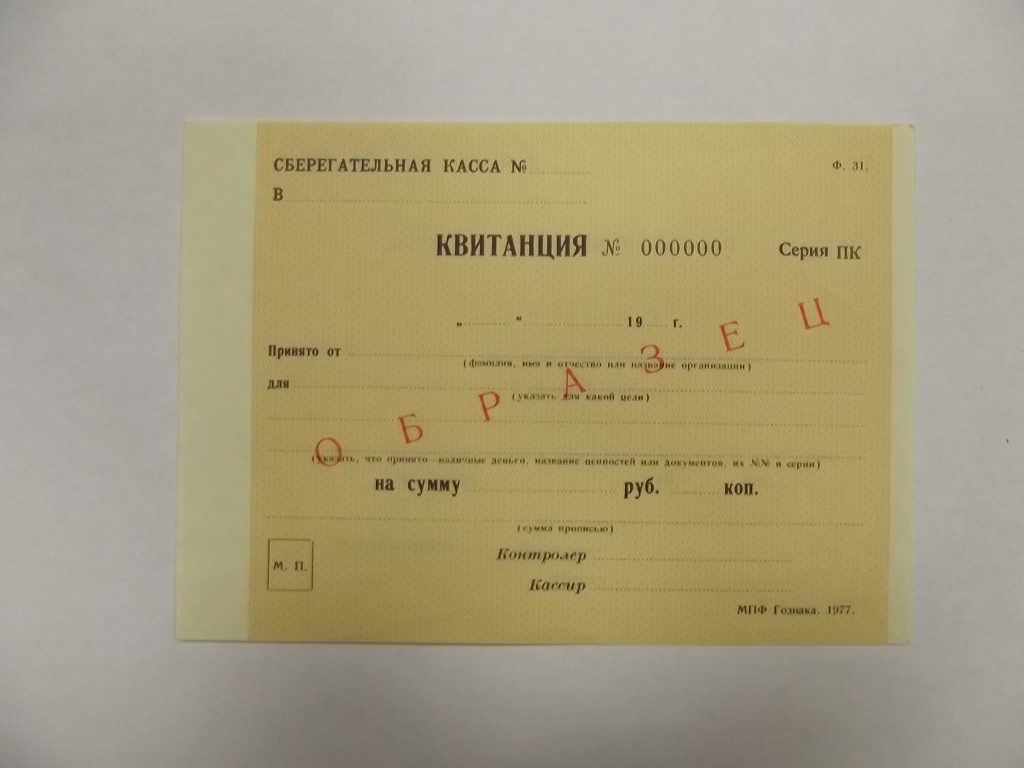 СБЕРЕГАТЕЛЬНАЯ КАССА № Ф. 31.
В
КВИТАНЦИЯ № 000000 Серия ПК
„ “ 19 г.
Принято от
(фамилия, имя и отчество или название организации)
для
(указать для какой цели)
ОБРАЗЕЦ
(указать, что принято—наличные деньги, название ценностей или документов, их №№ и серии)
на сумму руб. коп.
(сумма прописью)
М. П.
Контролер
Кассир
МПФ Гознака. 1977.